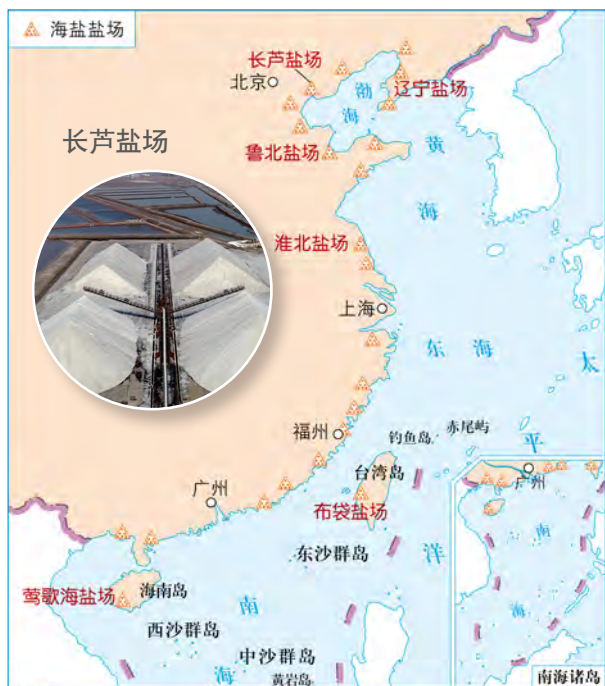 海盐盐场
长芦盐场
北京
渤
海
辽宁盐场
长芦盐场
鲁北盐场
黄
海
淮北盐场
上海
东海
太
平
洋
福州
钓鱼岛
赤尾屿
台湾岛
广州
布袋盐场
东沙群岛
莺歌海盐场
海南岛
南
海
西沙群岛
中沙群岛
黄岩岛
广州
南
海
南海诸岛